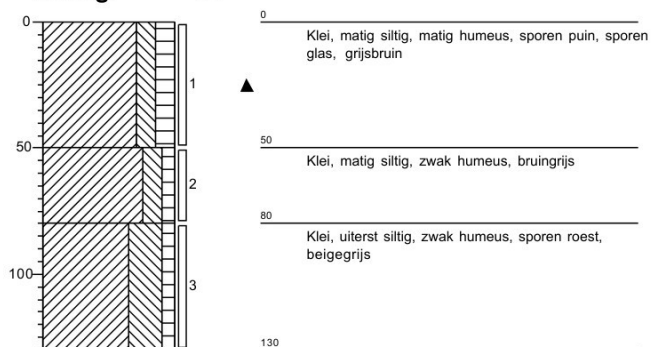 0
0
Klei, matig siltig, matig humeus, sporen puin, sporen
glas, grijsbruin
1
50
50
Klei, matig siltig, zwak humeus, bruingrijs
2
80
Klei, uiterst siltig, zwak humeus, sporen roest,
beigegrijs
100
3
130